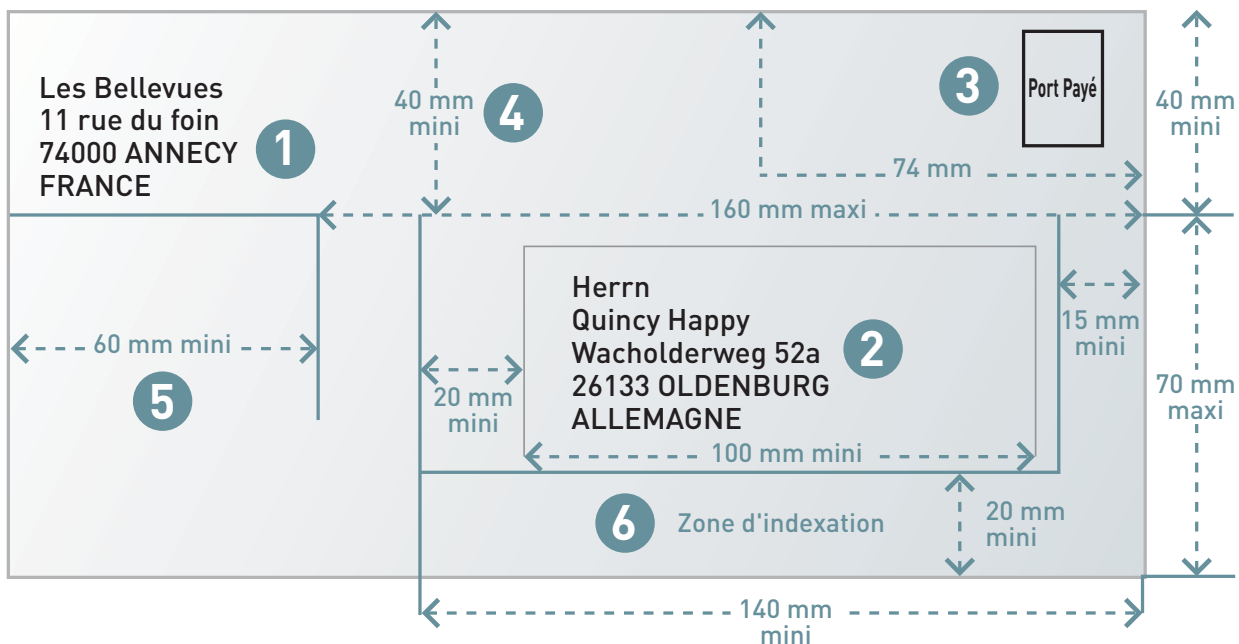 Les Bellevues
11 rue du foin
74000 ANNECY
FRANCE
1
40 mm
mini
4
3
Port Payé
40 mm
mini
74 mm
160 mm maxi
60 mm mini
5
20 mm
mini
Herrn
Quincy Happy
Wacholderweg 52a
26133 OLDENBURG
ALLEMAGNE
2
100 mm mini
15 mm
mini
70 mm
maxi
6
Zone d'indexation
20 mm
mini
140 mm
mini